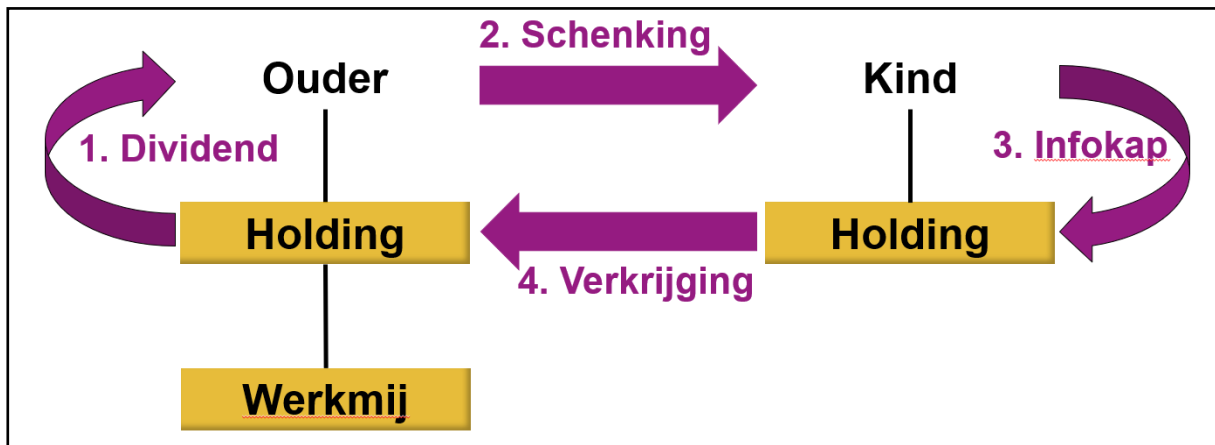 2. Schenking
Ouder
Kind
1. Dividend
3. Infokap
Holding
Holding
4. Verkrijging
Werkmij